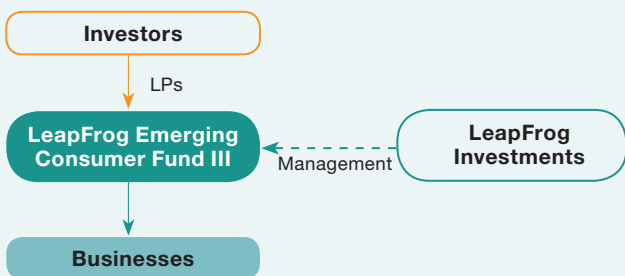 Investors
LPs
LeapFrog Emerging
Consumer Fund III
Management
LeapFrog
Investments
Businesses